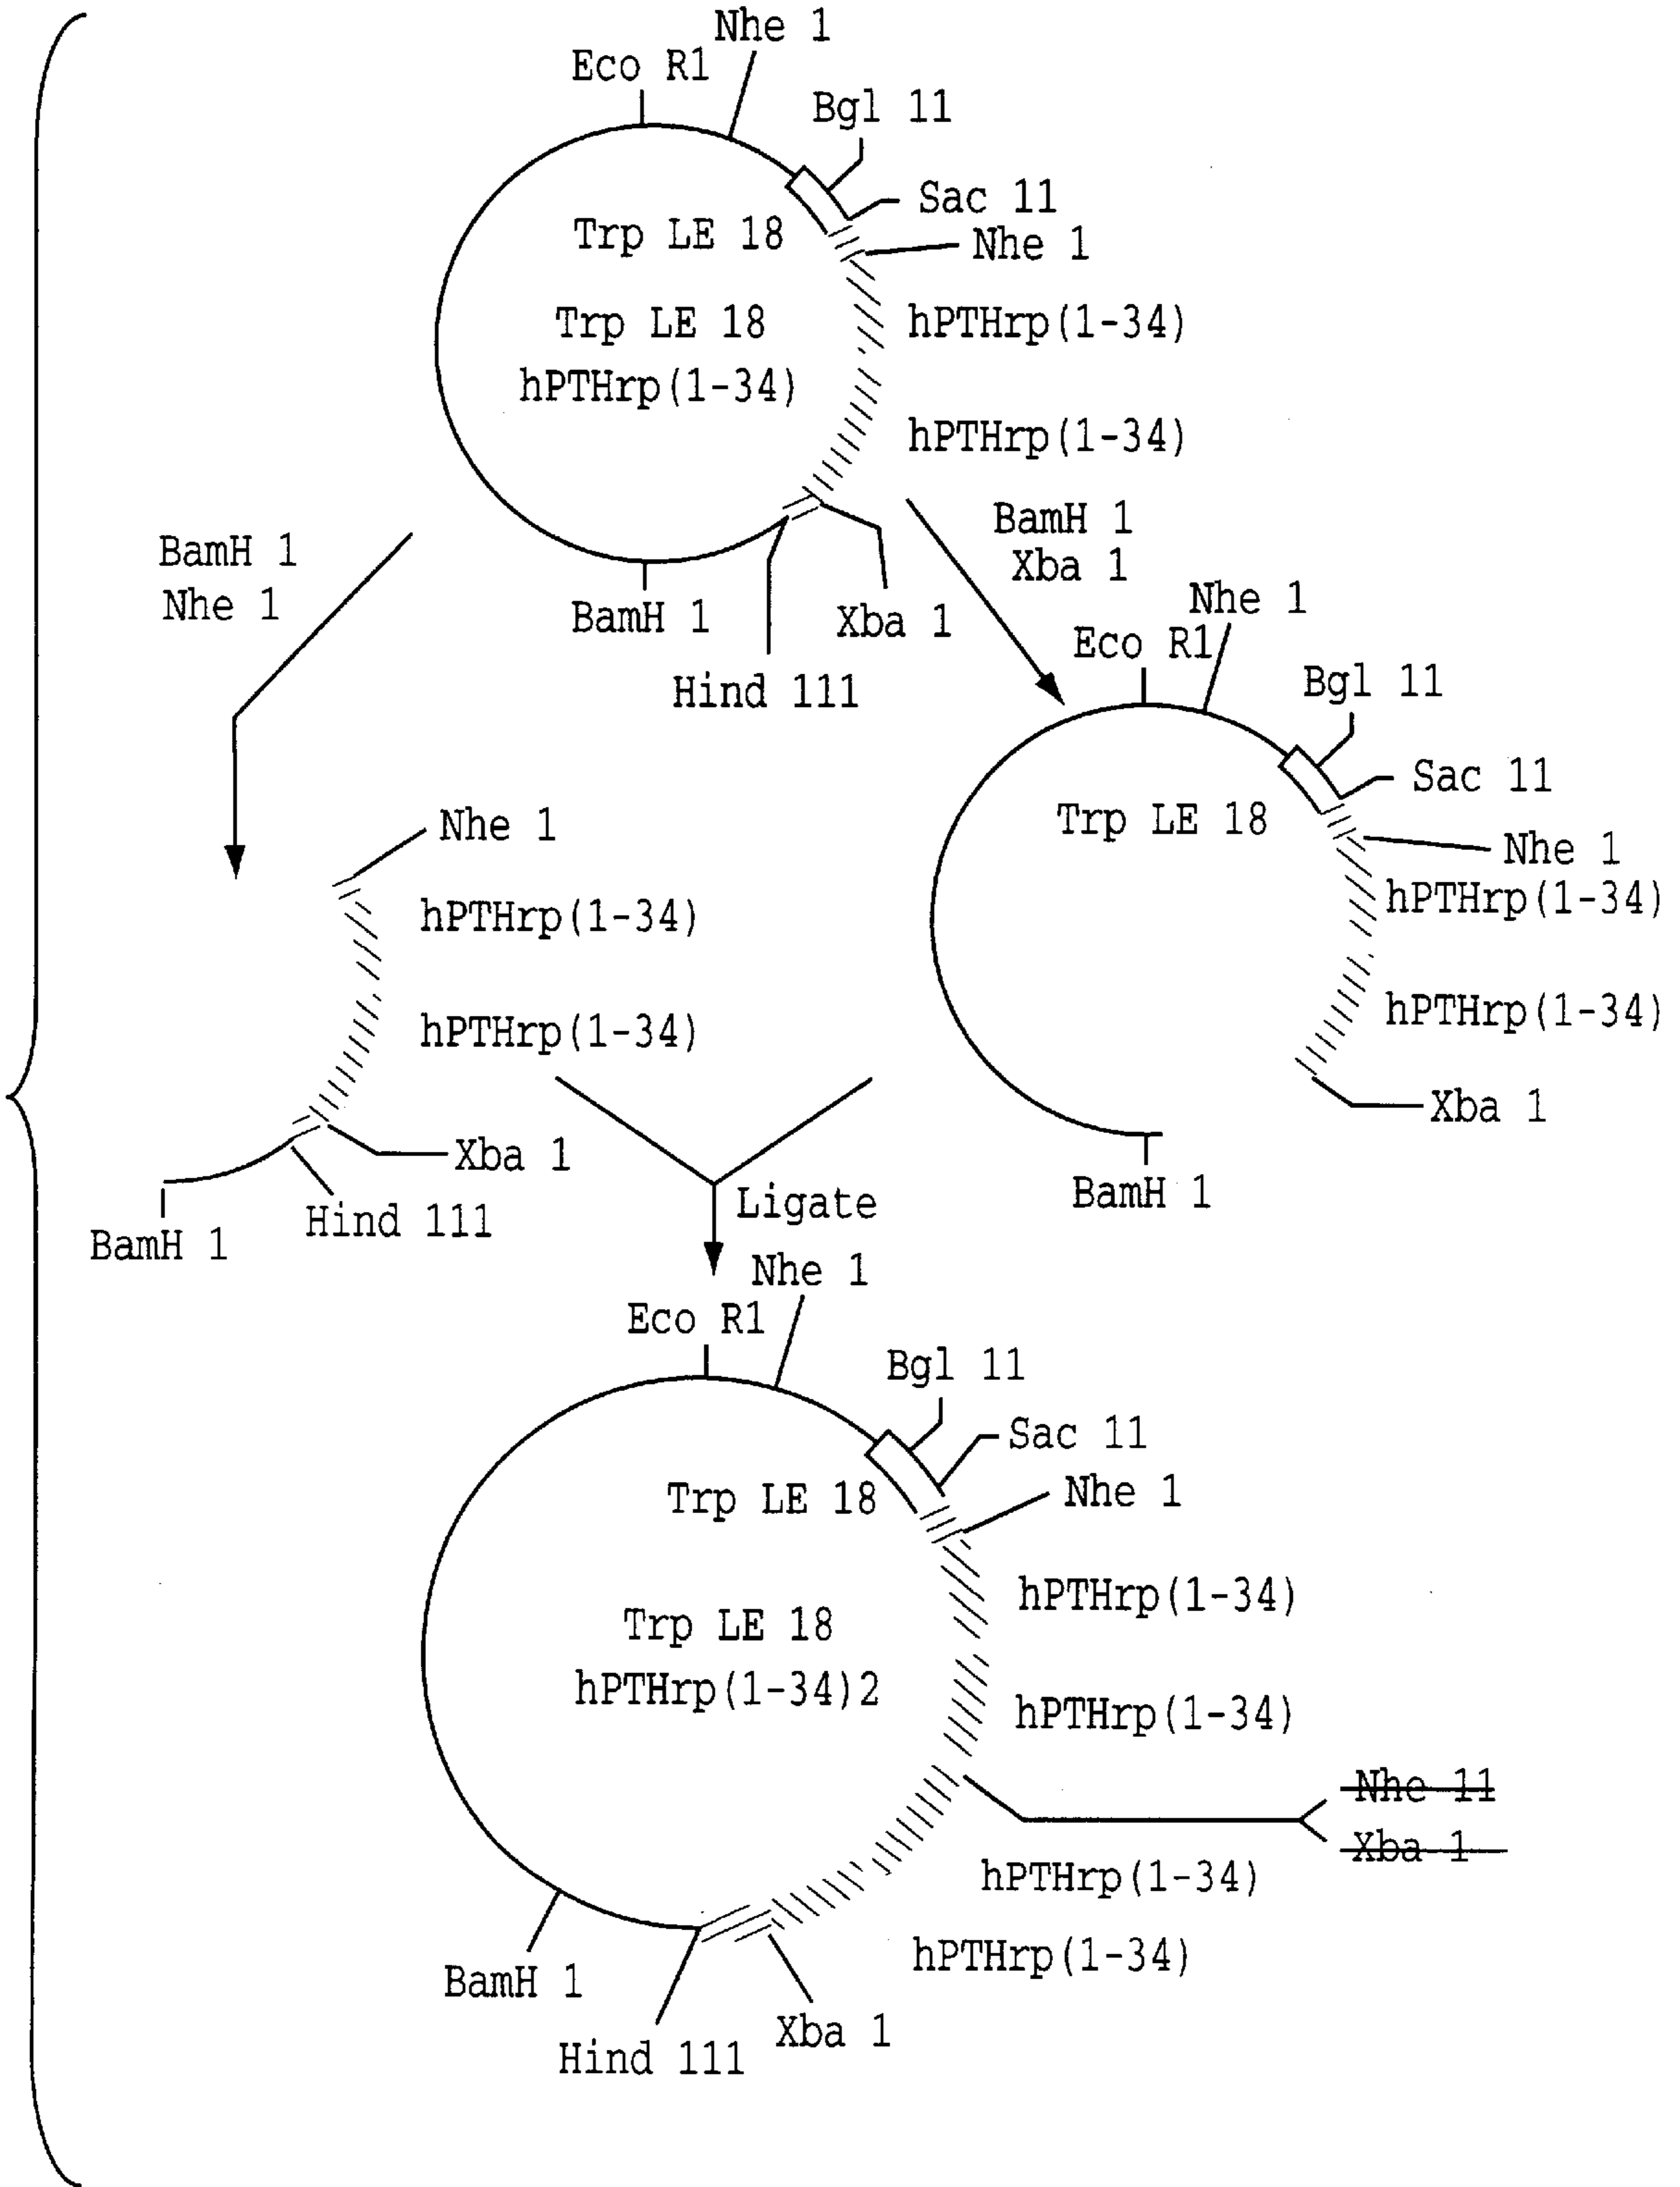 Nhe 1
Eco R1
Bgl 11
Sac 11
Trp LE 18
Nhe 1
Trp LE 18
hPTHrp(1-34)
hPTHrp(1-34)
hPTHrp(1-34)
BamH 1
Xba 1
BamH 1
Nhe 1
BamH 1
Xba 1
Hind 111
Nhe 1
Eco R1
Bgl 11
Sac 11
Trp LE 18
Nhe 1
hPTHrp(1-34)
hPTHrp(1-34)
Xba 1
BamH 1
Nhe 1
hPTHrp(1-34)
hPTHrp(1-34)
Xba 1
Hind 111
BamH 1
Ligate
Nhe 1
Eco R1
Bgl 11
Sac 11
Trp LE 18
Nhe 1
hPTHrp(1-34)
Trp LE 18
hPTHrp(1-34)2
hPTHrp(1-34)
Nhe 11
Xba 1
hPTHrp(1-34)
hPTHrp(1-34)
BamH 1
Xba 1
Hind 111